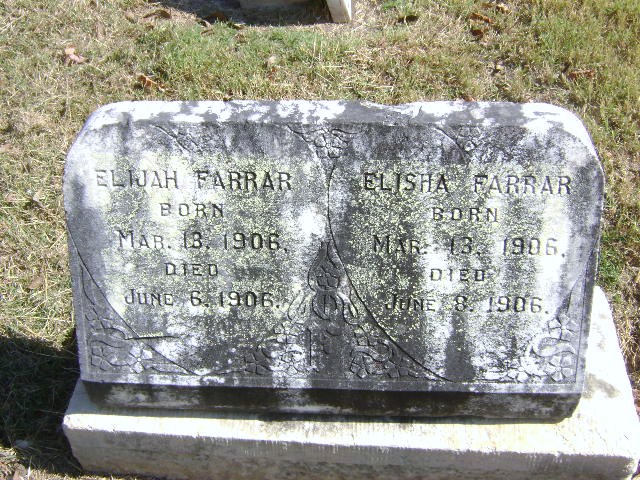 ELIJAH FARRAR
BORN
MAR. 13. 1906.
DIED
JUNE 6. 1906.
ELISHA FARRAR
BORN
MAR. 13. 1906.
DIED
JUNE 8. 1906.